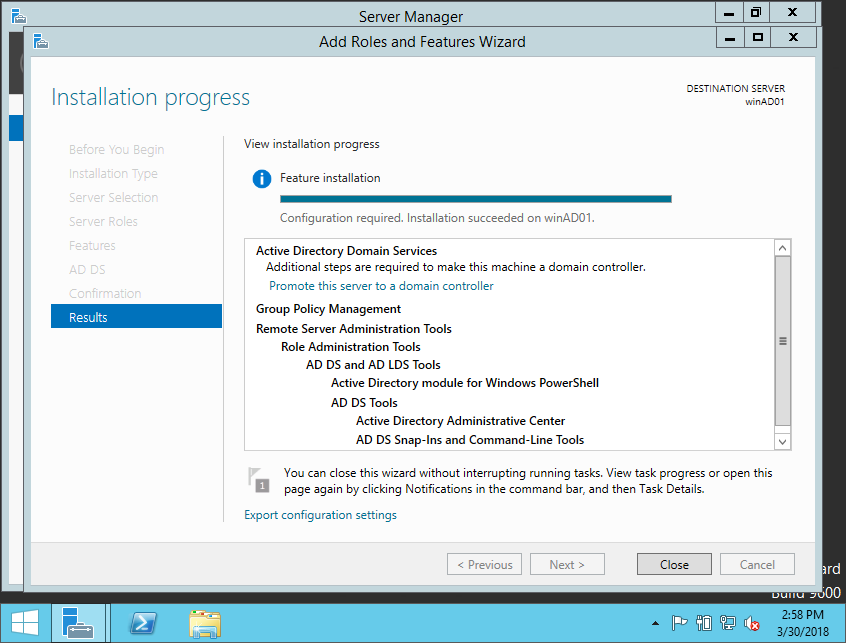 Server Manager
Add Roles and Features Wizard
Installation progress
DESTINATION SERVER
winAD01
Before You Begin
Installation Type
Server Selection
Server Roles
Features
AD DS
Confirmation
Results
View installation progress
Feature installation
Configuration required. Installation succeeded on winAD01.
Active Directory Domain Services
Additional steps are required to make this machine a domain controller.
Promote this server to a domain controller
Group Policy Management
Remote Server Administration Tools
Role Administration Tools
AD DS and AD LDS Tools
Active Directory module for Windows PowerShell
AD DS Tools
Active Directory Administrative Center
AD DS Snap-Ins and Command-Line Tools
1
You can close this wizard without interrupting running tasks. View task progress or open this
page again by clicking Notifications in the command bar, and then Task Details.
Export configuration settings
< Previous
Next >
Close
Cancel
ard
Build 9600
2:58 PM
3/30/2018